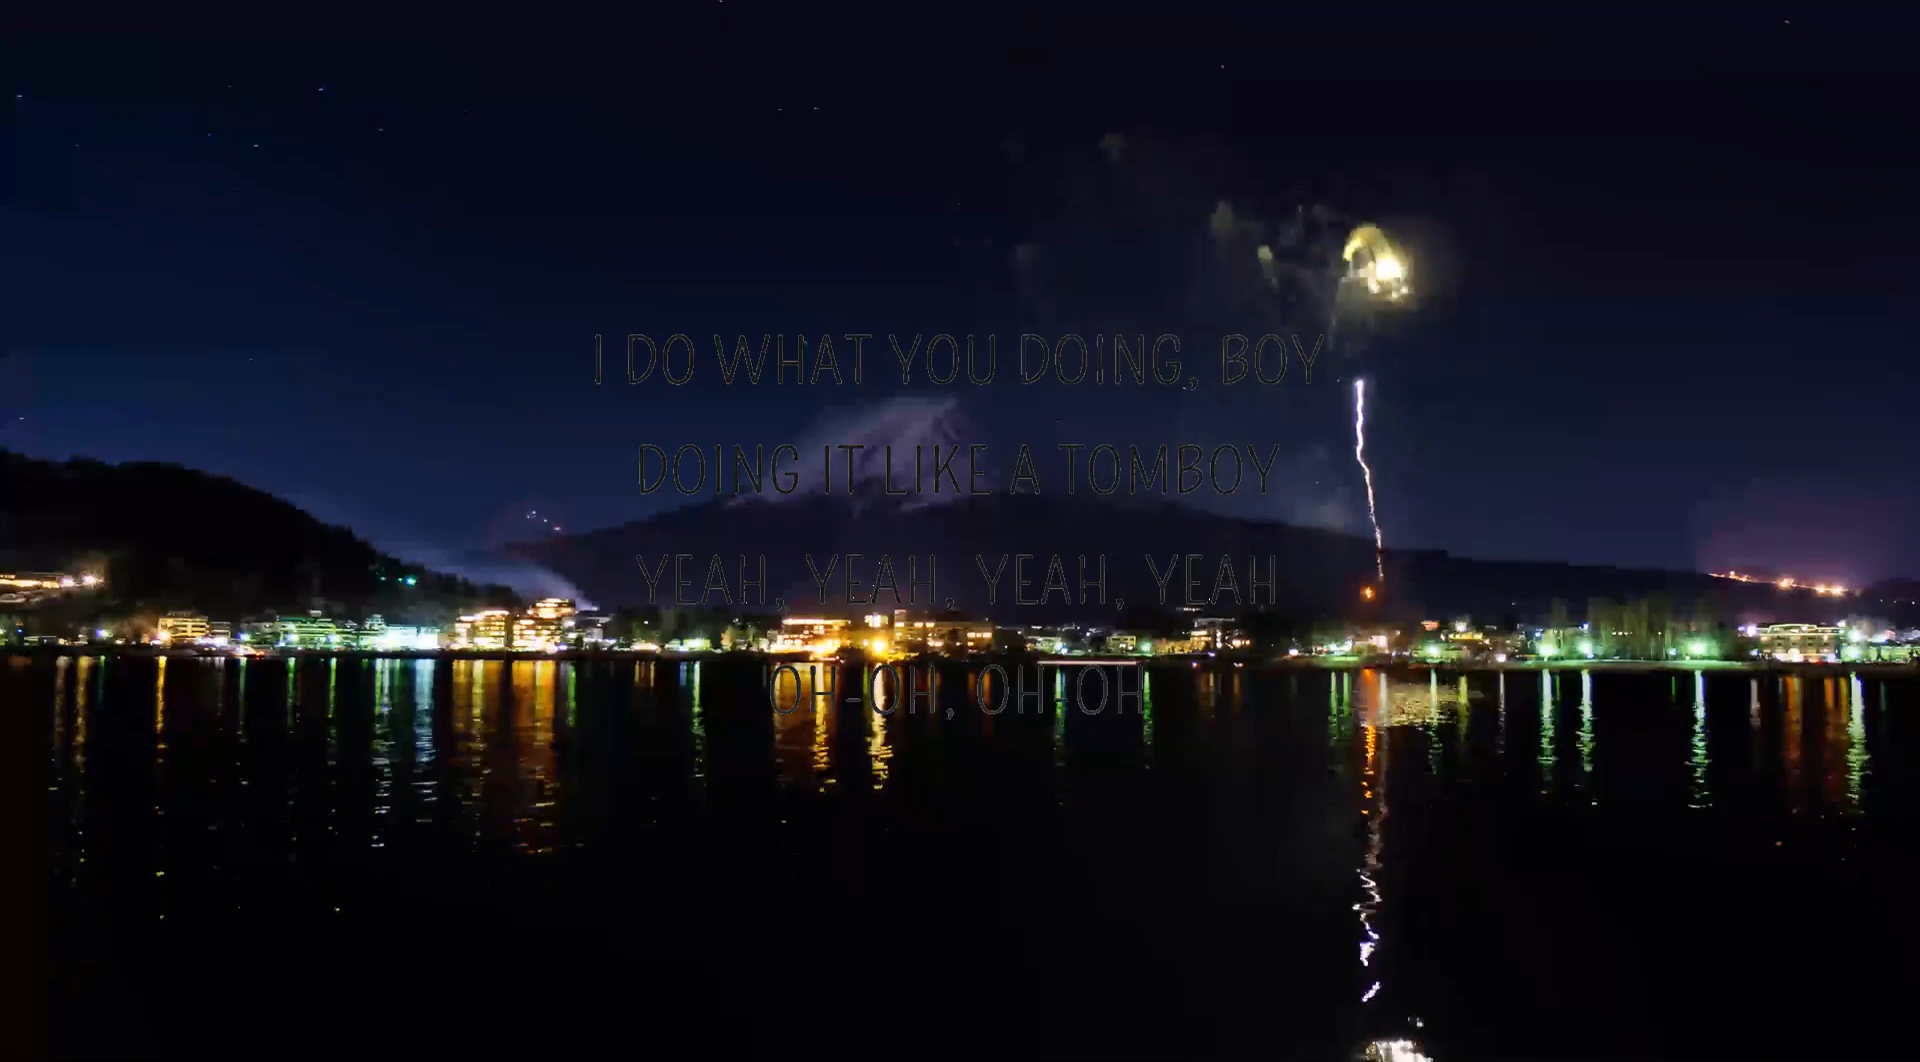 I DO WHAT YOU DOING, BOY
DOING IT LIKE A TOMBOY
YEAH, YEAH, YEAH, YEAH
OH-OH, OH-OH